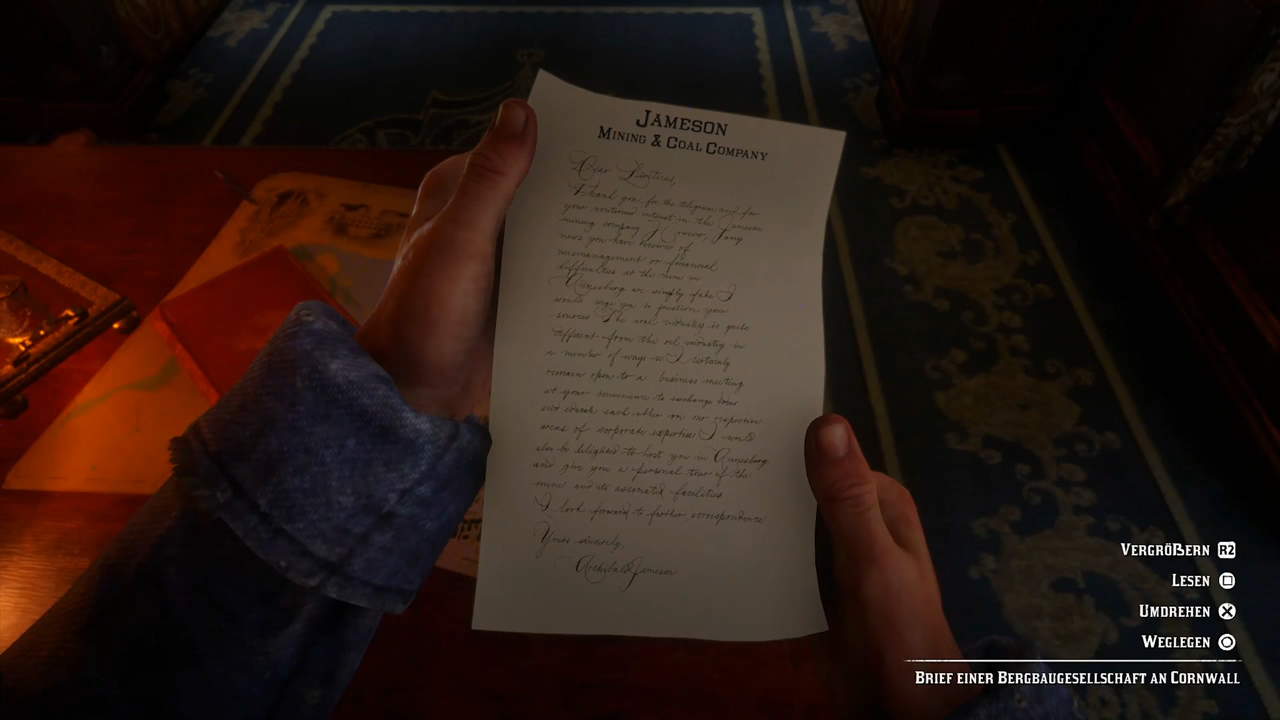 JAMESON
MINING & COAL COMPANY
Dear Leviticus,
Thank you for the telegram and for
your continued interest in the Jameson
mining company I
news you have received of
mismanagement or financial
difficulties at the mine in
Annesburg are simply fake I
would urge you to question your
sources The coal industry is quite
different from the oil industry in
a number of ways so I certainly
remain open to a business meeting
at your convenience to exchange ideas
and consult each other on our respective
areas of corporate expertise I would
also be delighted to host you in Annesburg
and give you a personal tour of the
mine and its associated facilities
I look forward to further correspondence
Yours sincerely,
Archibald Jameson
VERGRÖẞERN R2
LESEN
UMDREHEN
WEGLEGEN
BRIEF EINER BERGBAUGESELLSCHAFT AN CORNWALL